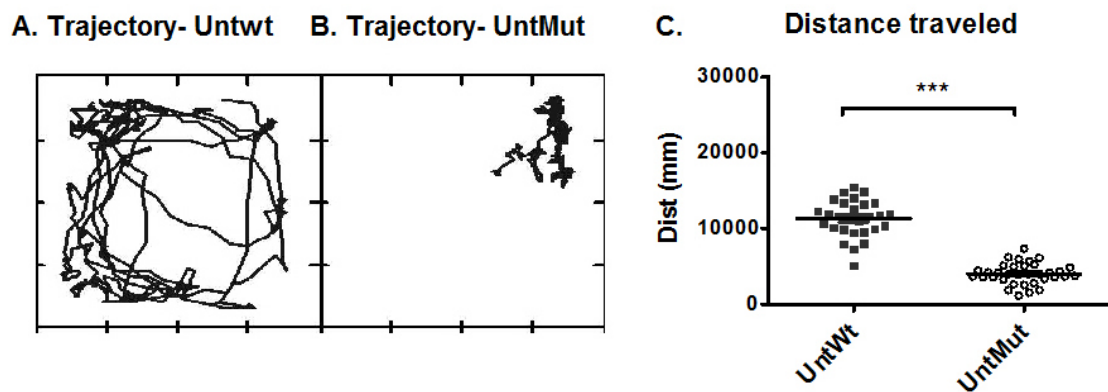 A. Trajectory- Untwt
B. Trajectory- UntMut
C. Distance traveled
30000
20000
10000
0
Dist (mm)
***
UntWt
UntMut